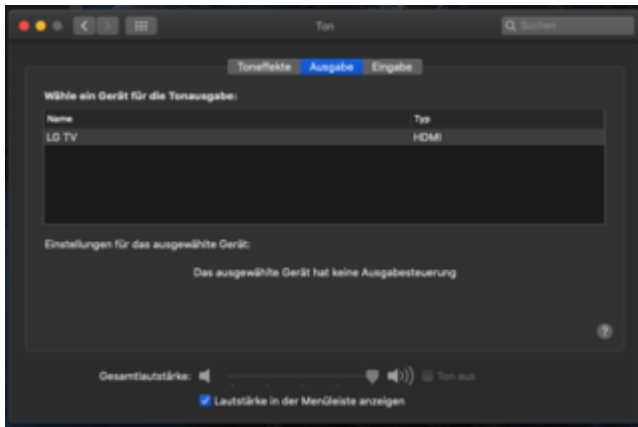 Ton
Suchen
Toneffekte Ausgabe Eingabe
Wähle ein Gerät für die Tonausgabe:
Name Typ
LG TV HDMI
Einstellungen für das ausgewählte Gerät:
Das ausgewählte Gerät hat keine Ausgabesteuerung
?
Gesamtlautstärke: Ton aus
Lautstärke in der Menüleiste anzeigen